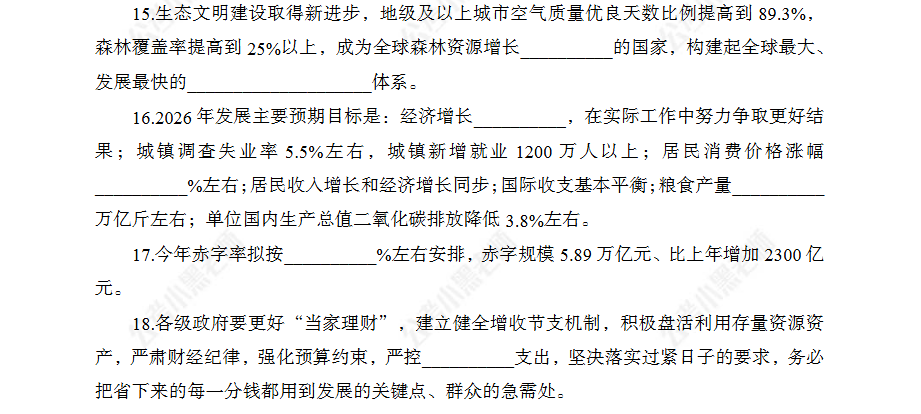 15.生态文明建设取得新进步，地级及以上城市空气质量优良天数比例提高到 89.3%，
森林覆盖率提高到 25%以上，成为全球森林资源增长__________的国家，构建起全球最大、
发展最快的____________________体系。
16.2026 年发展主要预期目标是：经济增长__________，在实际工作中努力争取更好结
果；城镇调查失业率 5.5%左右，城镇新增就业 1200 万人以上；居民消费价格涨幅
__________%左右；居民收入增长和经济增长同步；国际收支基本平衡；粮食产量__________
万亿斤左右；单位国内生产总值二氧化碳排放降低 3.8%左右。
17.今年赤字率拟按__________%左右安排，赤字规模 5.89 万亿元、比上年增加 2300 亿
元。
18.各级政府要更好“当家理财”，建立健全增收节支机制，积极盘活利用存量资源资
产，严肃财经纪律，强化预算约束，严控__________支出，坚决落实过紧日子的要求，务必
把省下来的每一分钱都用到发展的关键点、群众的急需处。